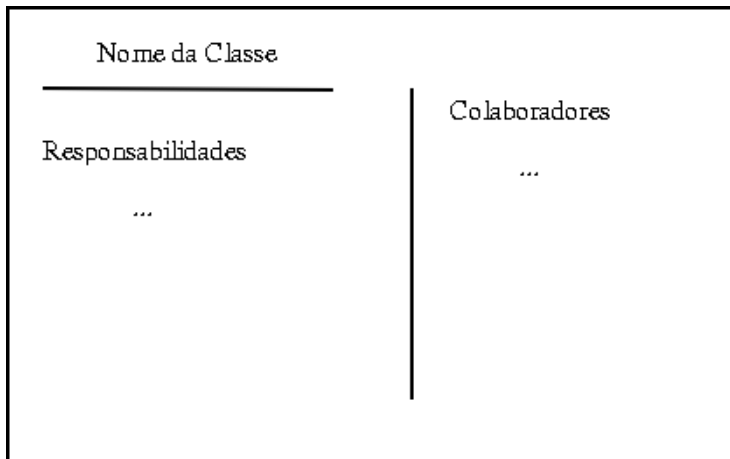 Nome da Classe
Responsabilidades
...
Colaboradores
...